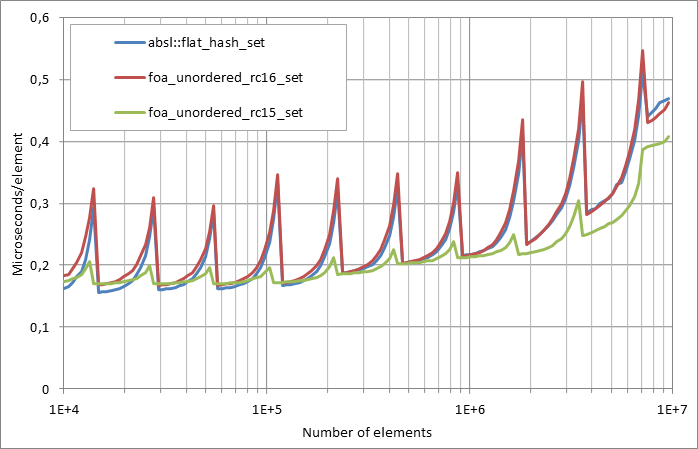 0,6
absl::flat_hash_set
foa_unordered_rc16_set
foa_unordered_rc15_set
0,5
0,4
0,3
0,2
0,1
0
Microseconds/element
1E+4 1E+5 1E+6 1E+7
Number of elements